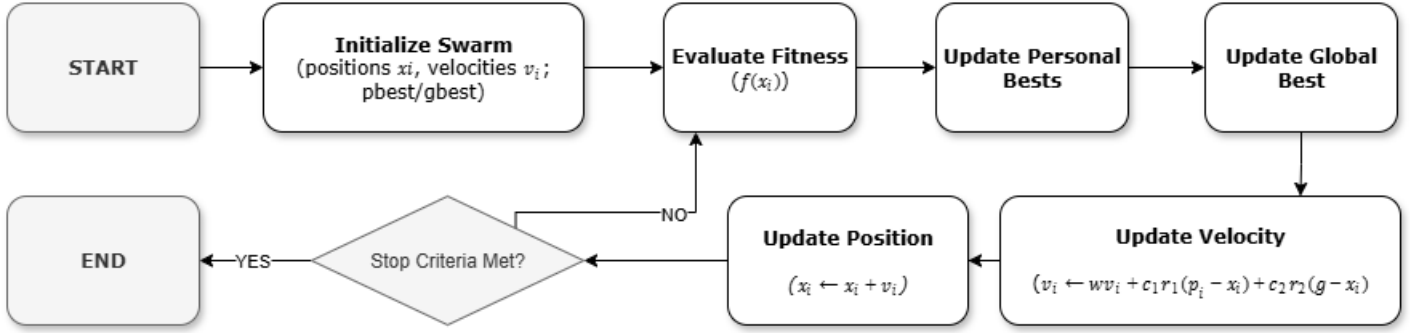 START
Initialize Swarm
(positions xi, velocities vᵢ;
pbest/gbest)
Evaluate Fitness
(f(xᵢ))
Update Personal
Bests
Update Global
Best
END
YES
Stop Criteria Met?
NO
Update Position
(xᵢ ← xᵢ + vᵢ)
Update Velocity
(vᵢ ← wvᵢ + c₁r₁(pᵢ − xᵢ) + c₂r₂(g − xᵢ)